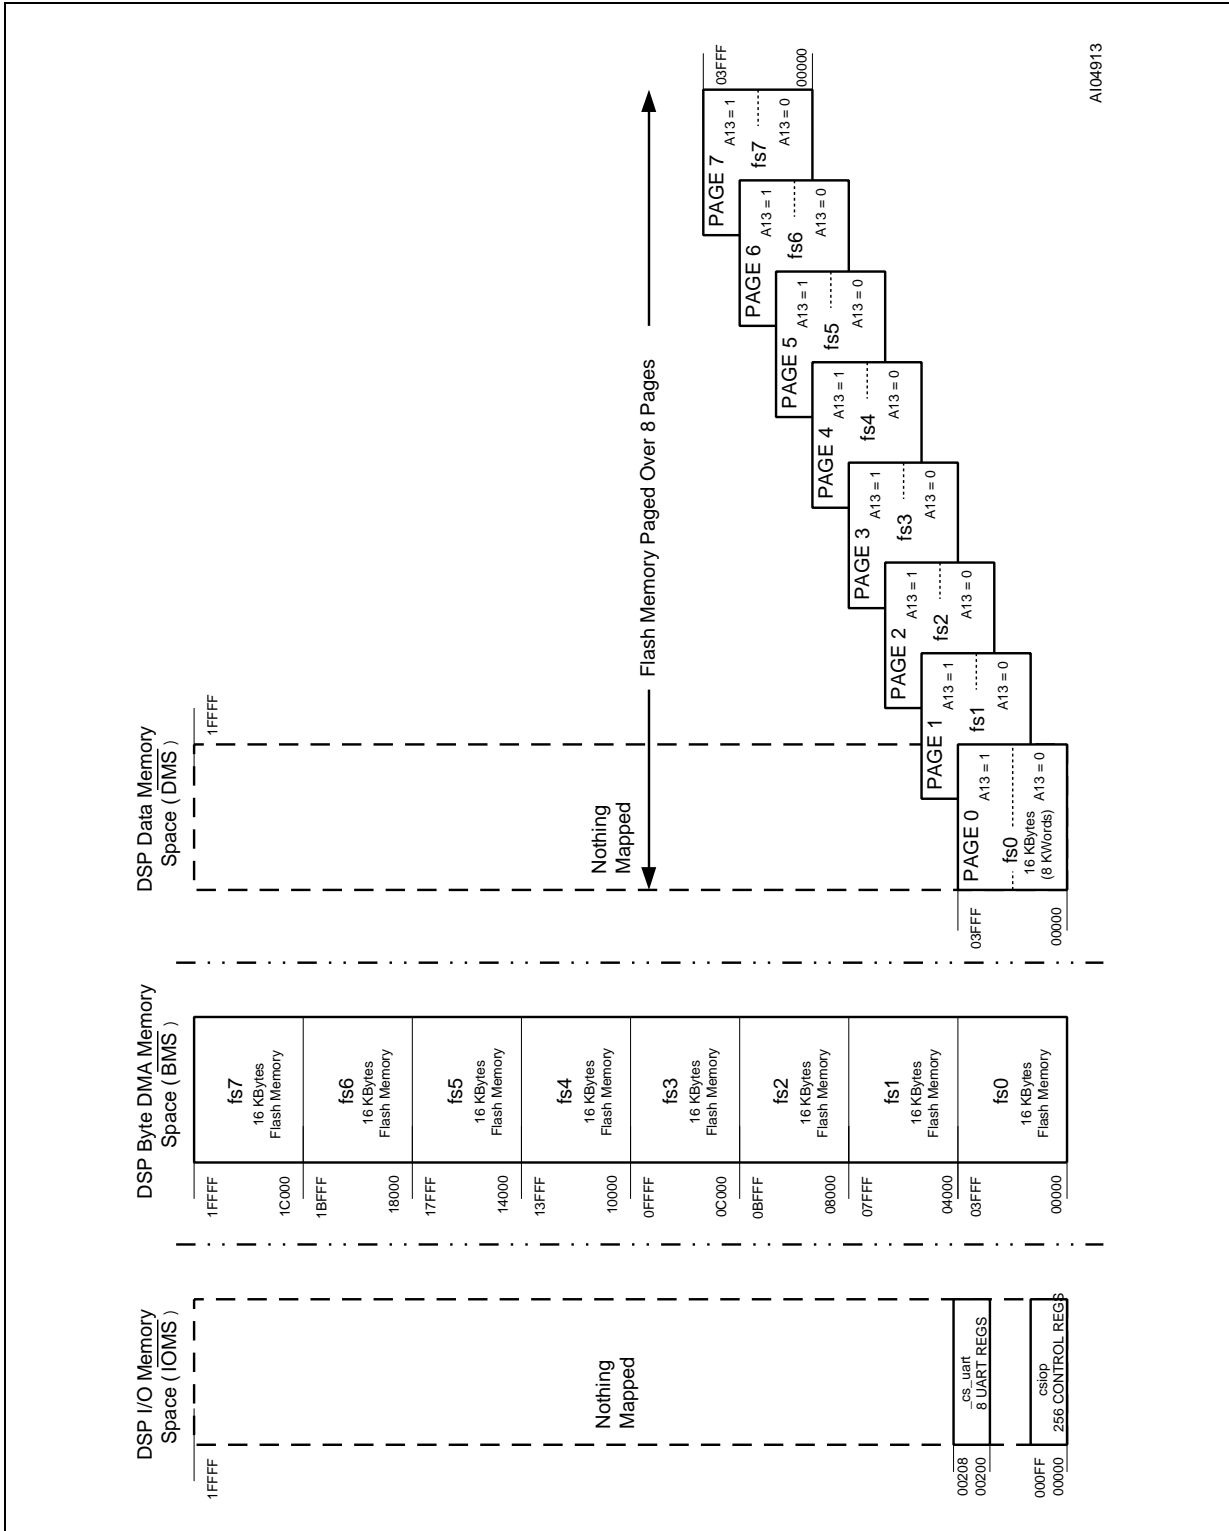 DSP I/O Memory
Space ( IOMS )
1FFFF
Nothing
Mapped
00208
00200
_cs_uart
8 UART REGS
000FF
00000
csiop
256 CONTROL REGS
DSP Byte DMA Memory
Space ( BMS )
1FFFF
fs7
16 KBytes
Flash Memory
1C000
1BFFF
fs6
16 KBytes
Flash Memory
18000
17FFF
fs5
16 KBytes
Flash Memory
14000
13FFF
fs4
16 KBytes
Flash Memory
10000
0FFFF
fs3
16 KBytes
Flash Memory
0C000
0BFFF
fs2
16 KBytes
Flash Memory
08000
07FFF
fs1
16 KBytes
Flash Memory
04000
03FFF
fs0
16 KBytes
Flash Memory
00000
DSP Data Memory
Space ( DMS )
1FFFF
Nothing
Mapped
Flash Memory Paged Over 8 Pages
03FFF
00000
PAGE 0
A13 = 1
fs0
16 KBytes
(8 KWords)
A13 = 0
PAGE 1
A13 = 1
fs1
A13 = 0
PAGE 2
A13 = 1
fs2
A13 = 0
PAGE 3
A13 = 1
fs3
A13 = 0
PAGE 4
A13 = 1
fs4
A13 = 0
PAGE 5
A13 = 1
fs5
A13 = 0
PAGE 6
A13 = 1
fs6
A13 = 0
PAGE 7
A13 = 1
fs7
A13 = 0
03FFF
00000
AI04913